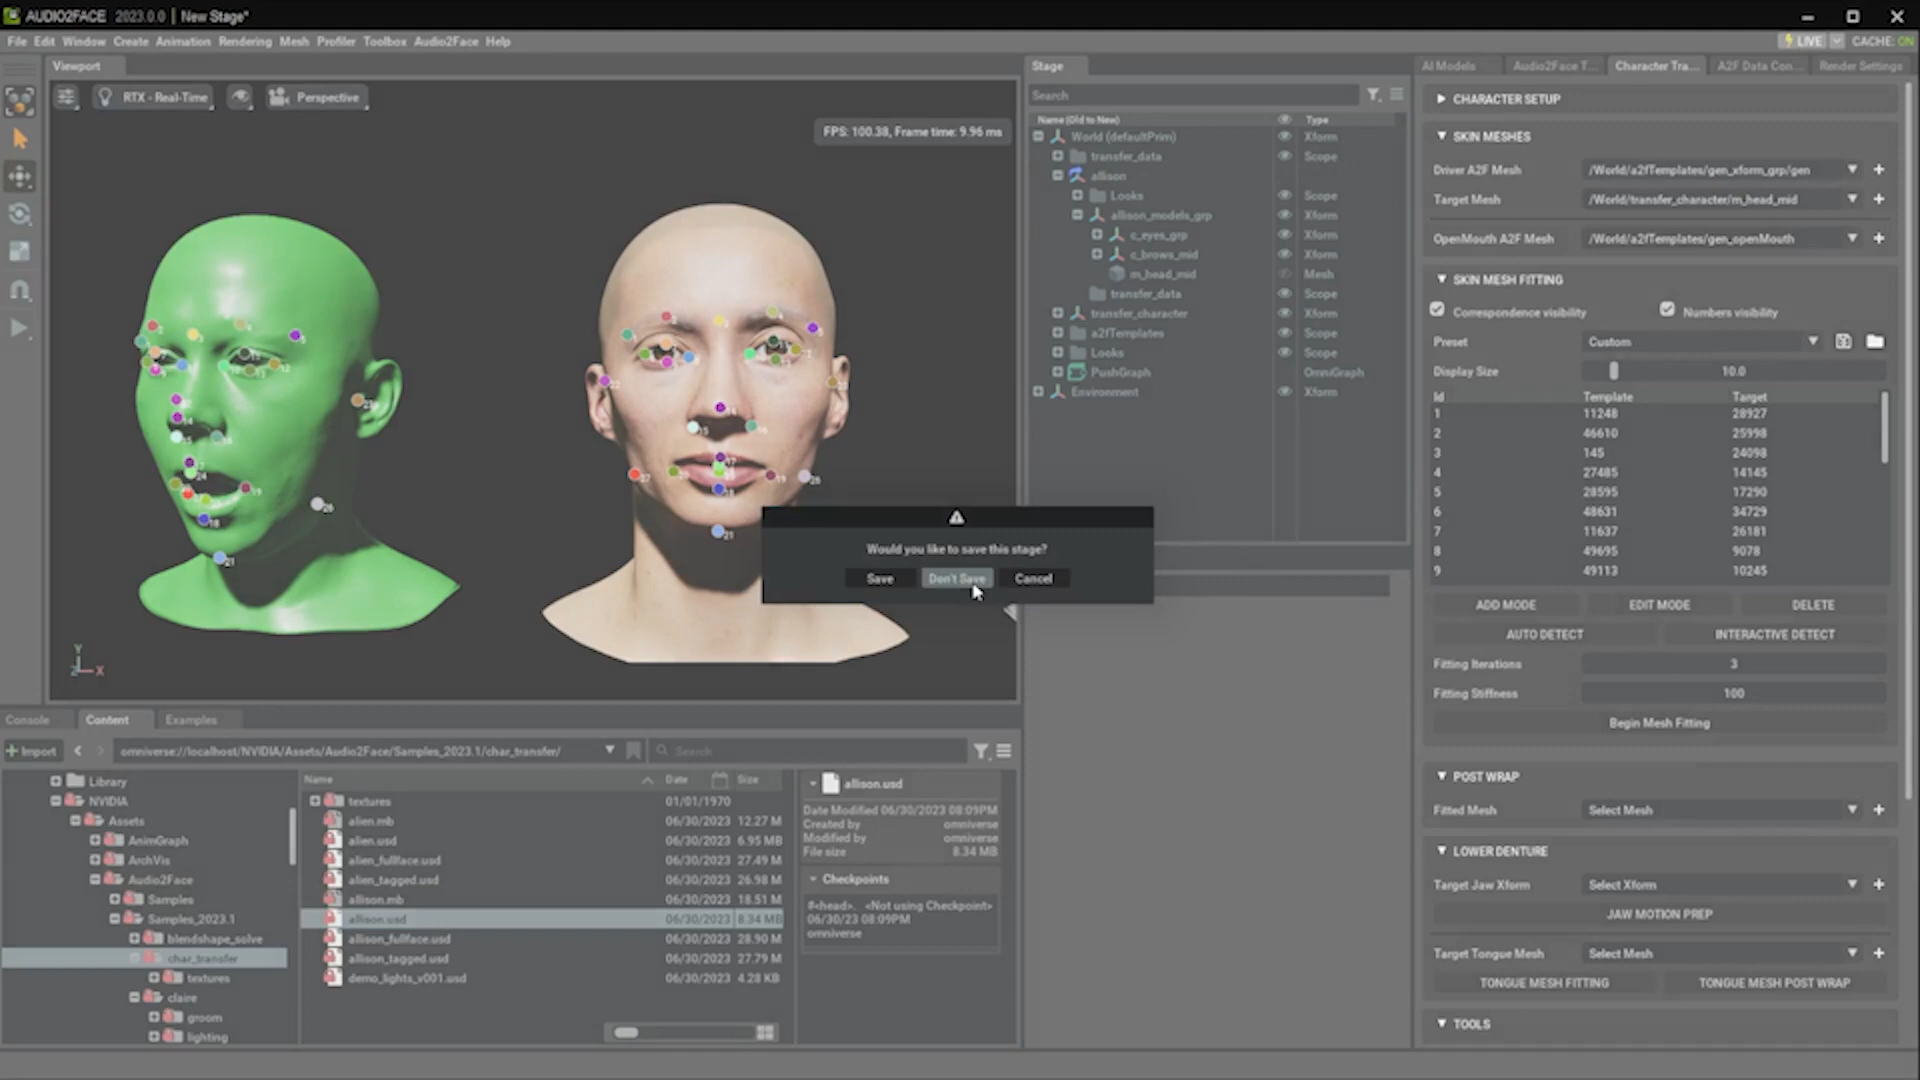 AUDIO2FACE 2023.0.0 | New Stage*
File Edit Window Create Animation Rendering Mesh Profiler Toolbox Audio2Face Help
LIVE CACHE: ON
Viewport
RTX - Real-Time
Perspective
FPS: 100.38, Frame time: 9.96 ms
Y
Z X
Would you like to save this stage?
Save Don't Save Cancel
Stage
Search
Name (Old to New) Type
World (defaultPrim) Xform
transfer_data Scope
allison
Looks Scope
allison_models_grp Xform
c_eyes_grp Xform
c_brows_mid Xform
m_head_mid Mesh
transfer_data Scope
transfer_character Xform
a2fTemplates Scope
Looks Scope
PushGraph OmniGraph
Environment Xform
AI Models Audio2Face T... Character Tra... A2F Data Con... Render Settings
CHARACTER SETUP
SKIN MESHES
Driver A2F Mesh /World/a2fTemplates/gen_xform_grp/gen
Target Mesh /World/transfer_character/m_head_mid
OpenMouth A2F Mesh /World/a2fTemplates/gen_openMouth
SKIN MESH FITTING
Correspondence visibility Numbers visibility
Preset Custom
Display Size 10.0
Id Template Target
1 11248 28927
2 46610 25998
3 145 24098
4 27485 14145
5 28595 17290
6 48631 34729
7 11637 26181
8 49695 9078
9 49113 10245
ADD MODE EDIT MODE DELETE
AUTO DETECT INTERACTIVE DETECT
Fitting Iterations 3
Fitting Stiffness 100
Begin Mesh Fitting
POST WRAP
Fitted Mesh Select Mesh
LOWER DENTURE
Target Jaw Xform Select Xform
JAW MOTION PREP
Target Tongue Mesh Select Mesh
TONGUE MESH FITTING TONGUE MESH POST WRAP
TOOLS
Console Content Examples
Import omniverse://localhost/NVIDIA/Assets/Audio2Face/Samples_2023.1/char_transfer/ Search
Library
NVIDIA
Assets
AnimGraph
ArchVis
Audio2Face
Samples
Samples_2023.1
blendshape_solve
char_transfer
textures
claire
groom
lighting
Name Date Size
textures 01/01/1970
alien.mb 06/30/2023 12.27 M
alien.usd 06/30/2023 6.95 MB
alien_fullface.usd 06/30/2023 27.49 M
alien_tagged.usd 06/30/2023 26.98 M
allison.mb 06/30/2023 18.51 M
allison.usd 06/30/2023 8.34 MB
allison_fullface.usd 06/30/2023 28.90 M
allison_tagged.usd 06/30/2023 27.79 M
demo_lights_v001.usd 06/30/2023 4.28 KB
allison.usd
Date Modified 06/30/2023 08:09PM
Created by omniverse
Modified by omniverse
File size 8.34 MB
Checkpoints
#<head>. <Not using Checkpoint>
06/30/23 08:09PM
omniverse